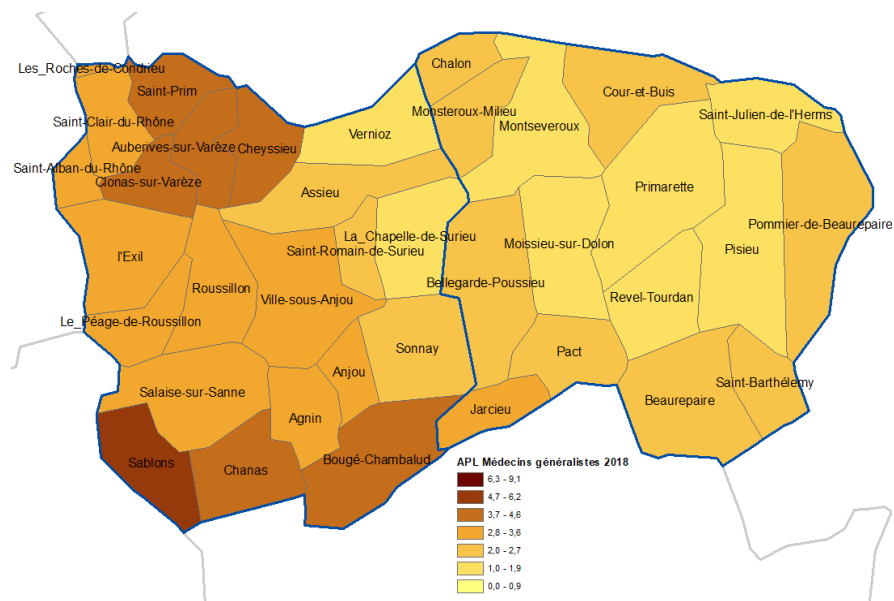 Chalon
Les_Roches-de-Condrieu
Saint-Prim
Cour-et-Buis
Monsteroux-Milieu
Saint-Julien-de-l'Herms
Saint-Clair-du-Rhône
Montseveroux
Vernioz
Auberives-sur-Varèze
Cheyssieu
Saint-Alban-du-Rhône
Clonas-sur-Varèze
Primarette
Assieu
Pommier-de-Beaurepaire
La_Chapelle-de-Surieu
Moissieu-sur-Dolon
Pisieu
Saint-Romain-de-Surieu
l'Exil
Bellegarde-Poussieu
Roussillon
Revel-Tourdan
Ville-sous-Anjou
Le_Péage-de-Roussillon
Sonnay
Pact
Anjou
Saint-Barthélemy
Salaise-sur-Sanne
Beaurepaire
Jarcieu
Agnin
Sablons
Chanas
Bougé-Chambalud
APL Médecins généralistes 2018
6,3 - 9,1
4,7 - 6,2
3,7 - 4,6
2,8 - 3,6
2,0 - 2,7
1,0 - 1,9
0,0 - 0,9